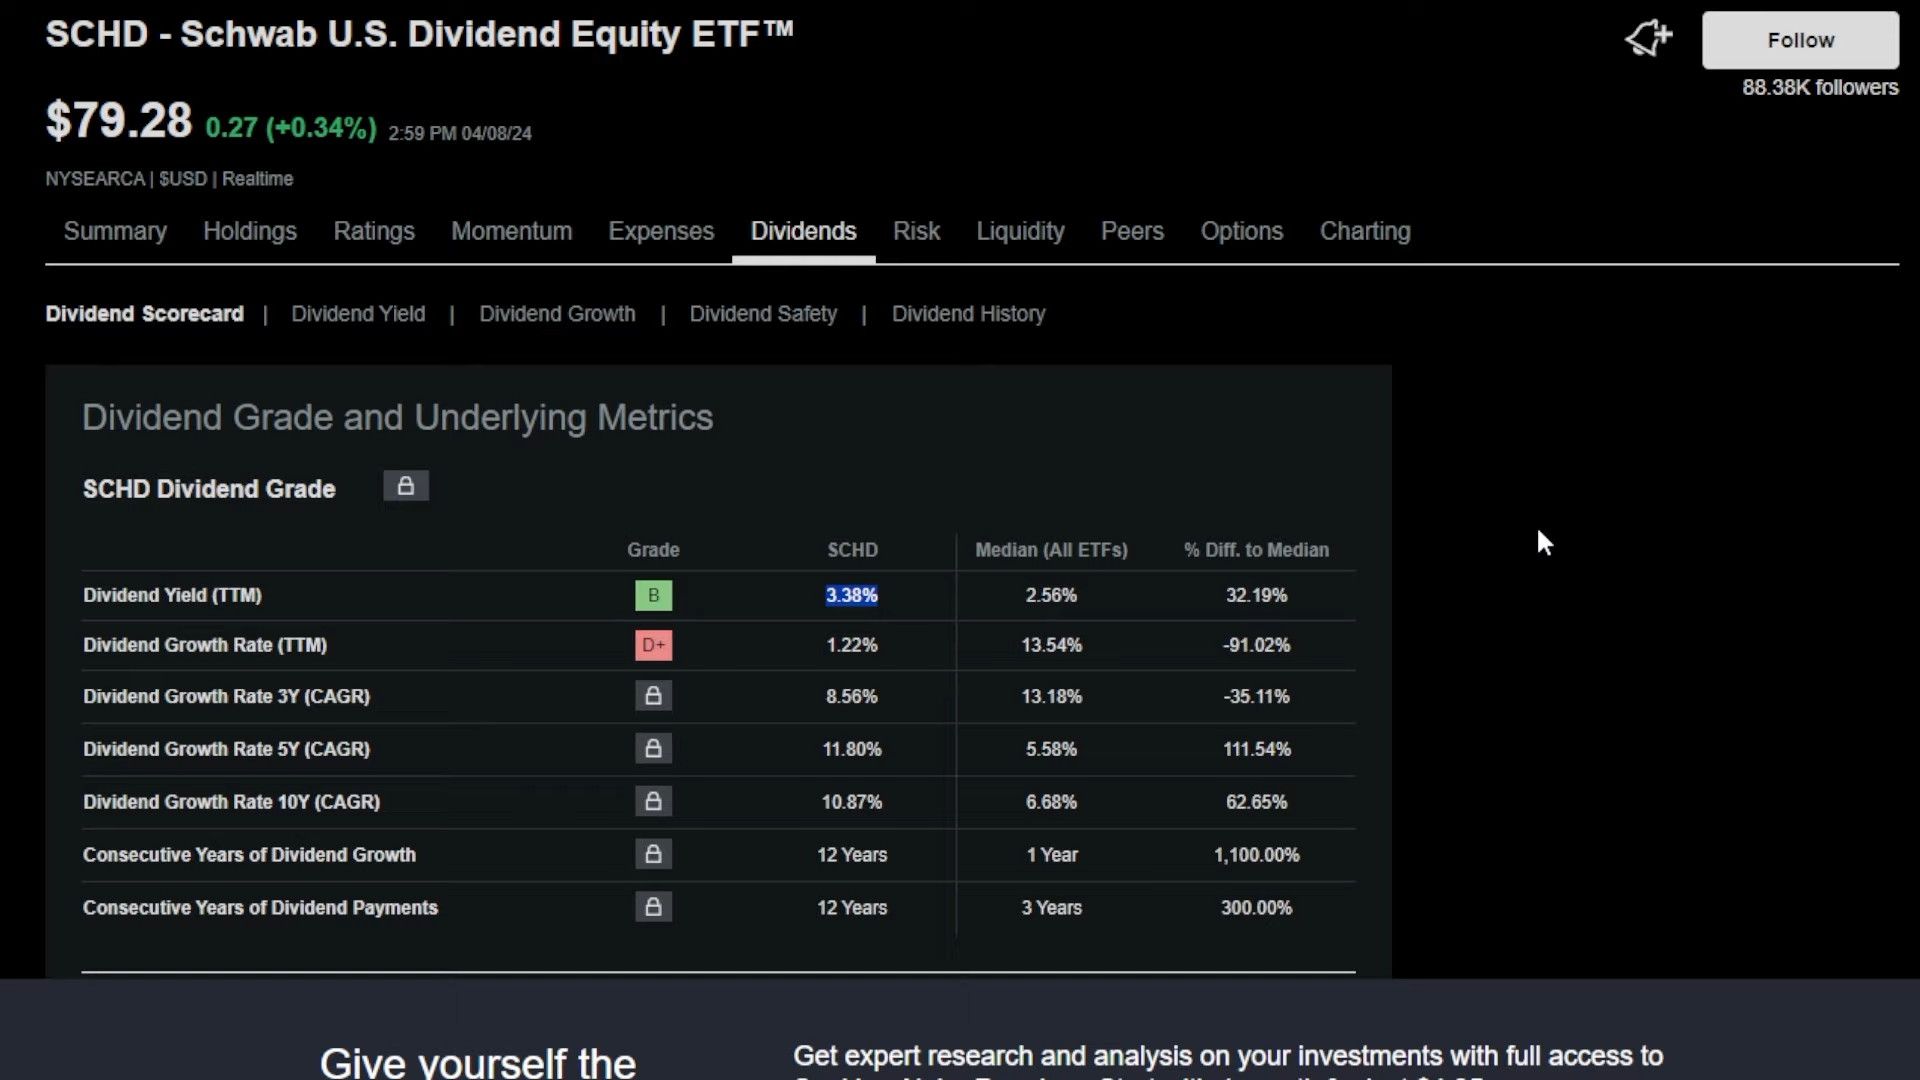 SCHD - Schwab U.S. Dividend Equity ETF™
Follow
88.38K followers
$79.28 0.27 (+0.34%) 2:59 PM 04/08/24
NYSEARCA | $USD | Realtime
Summary Holdings Ratings Momentum Expenses Dividends Risk Liquidity Peers Options Charting
Dividend Scorecard | Dividend Yield | Dividend Growth | Dividend Safety | Dividend History
Dividend Grade and Underlying Metrics
SCHD Dividend Grade
Grade SCHD Median (All ETFs) % Diff. to Median
Dividend Yield (TTM) B 3.38% 2.56% 32.19%
Dividend Growth Rate (TTM) D+ 1.22% 13.54% -91.02%
Dividend Growth Rate 3Y (CAGR) 8.56% 13.18% -35.11%
Dividend Growth Rate 5Y (CAGR) 11.80% 5.58% 111.54%
Dividend Growth Rate 10Y (CAGR) 10.87% 6.68% 62.65%
Consecutive Years of Dividend Growth 12 Years 1 Year 1,100.00%
Consecutive Years of Dividend Payments 12 Years 3 Years 300.00%
Give yourself the
Get expert research and analysis on your investments with full access to